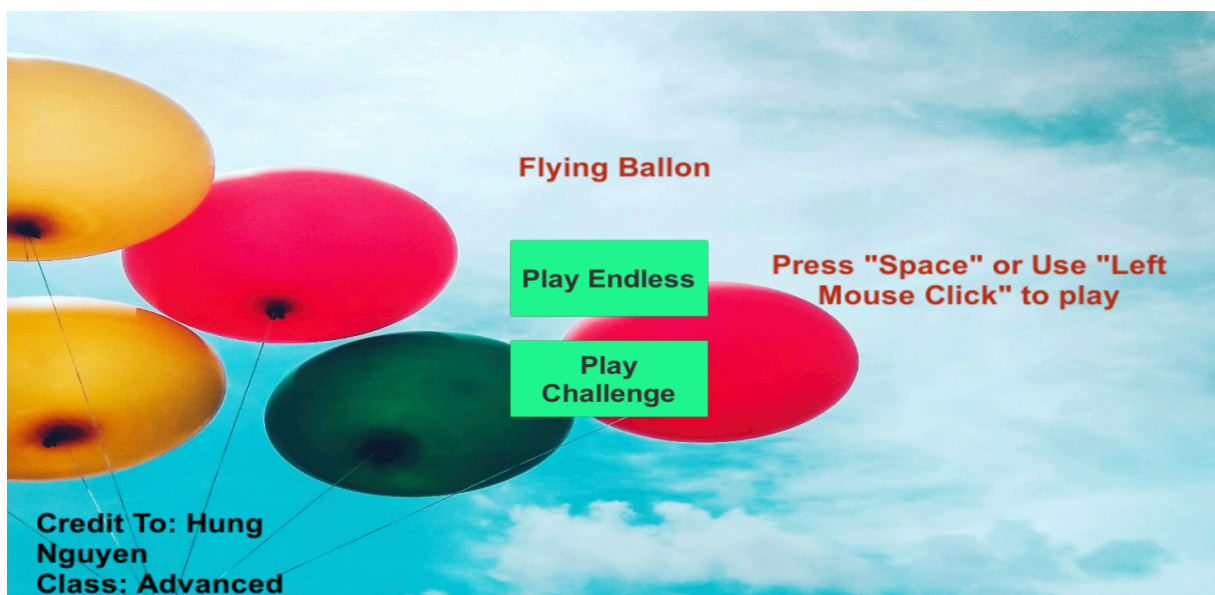 Flying Ballon
Play Endless
Press "Space" or Use "Left
Mouse Click" to play
Play
Challenge
Credit To: Hung
Nguyen
Class: Advanced